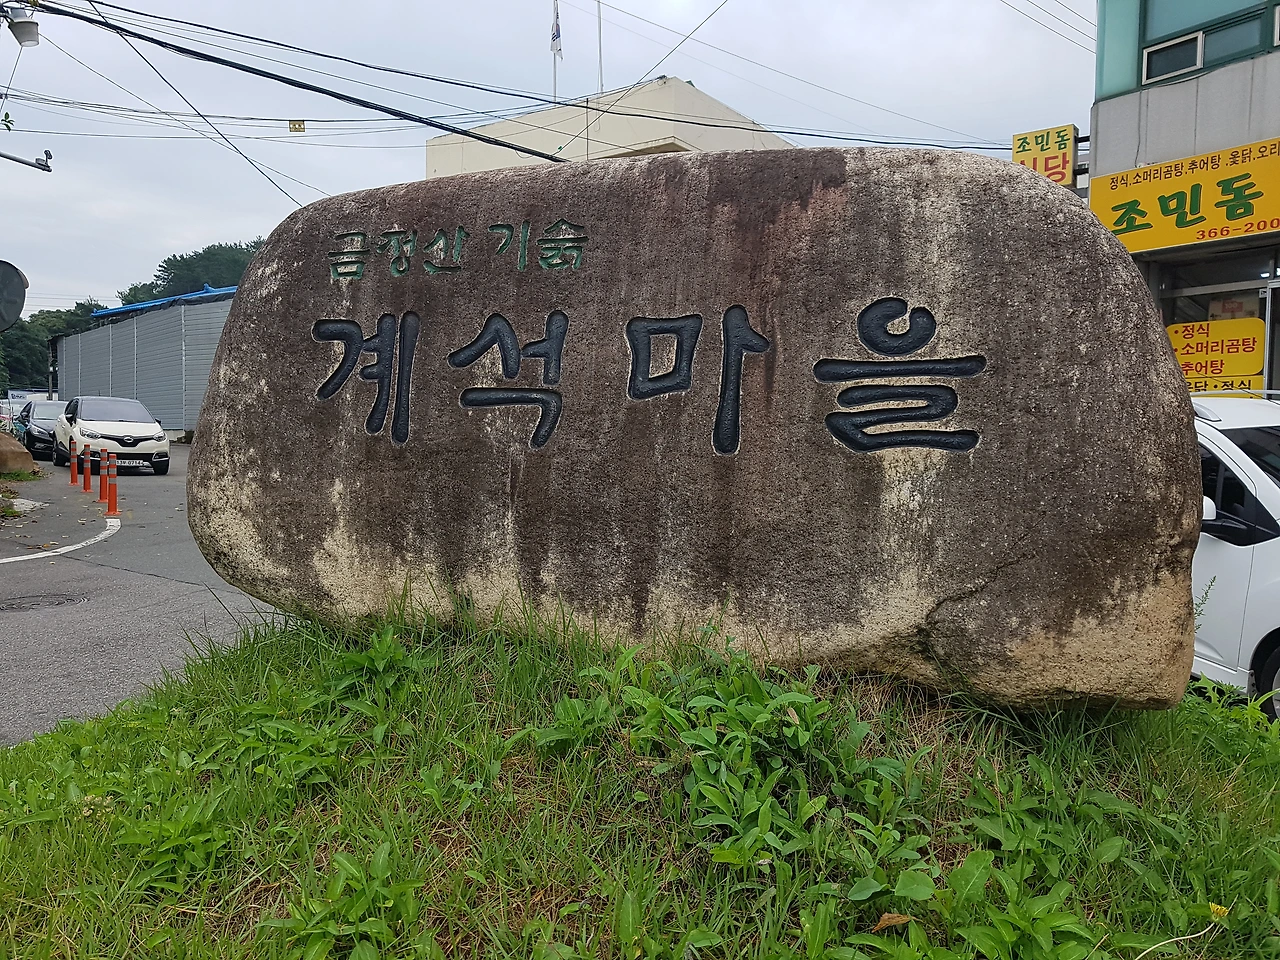 금정산 기슭
계석마을
조민돔
식당
정식,소머리곰탕,추어탕,옻닭,오리
조민돔
366-200
•정식
•소머리곰탕
•추어탕